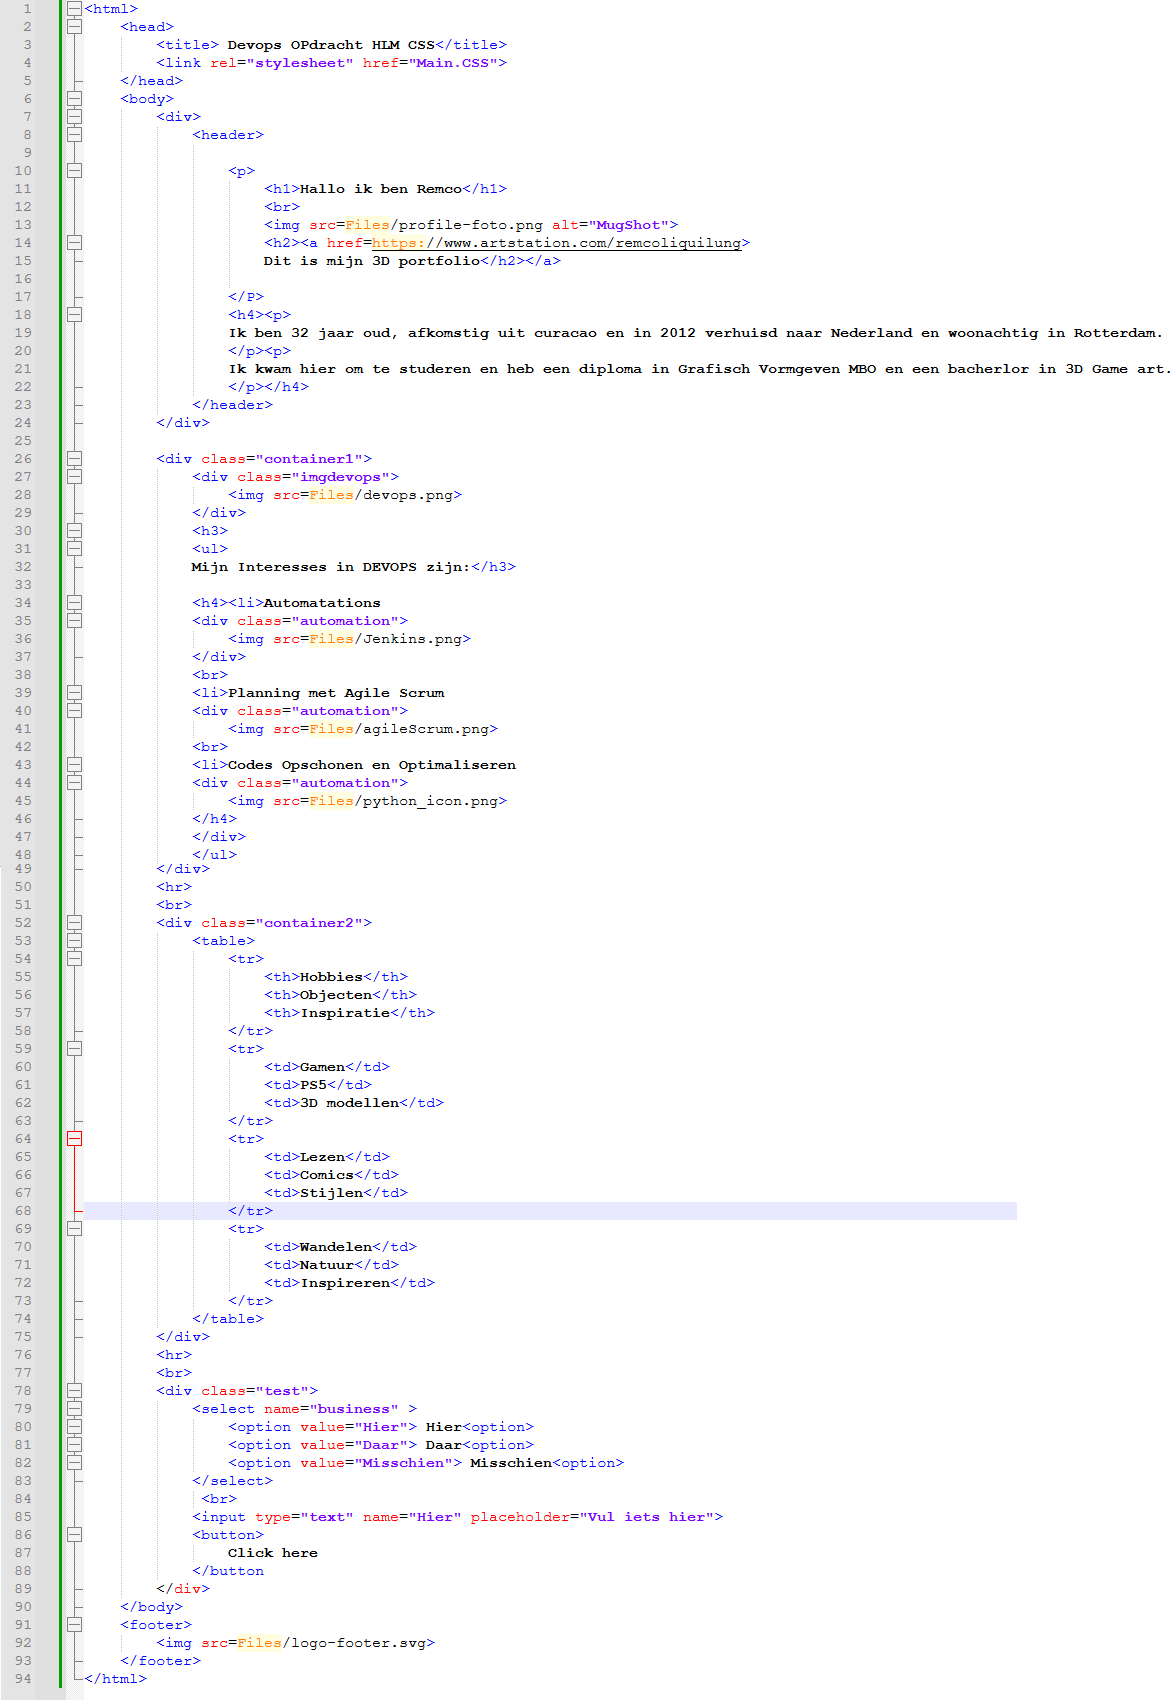 1 <html>
2 <head>
3 <title> Devops OPdracht HLM CSS</title>
4 <link rel="stylesheet" href="Main.CSS">
5 </head>
6 <body>
7 <div>
8 <header>
9
10 <p>
11 <h1>Hallo ik ben Remco</h1>
12 <br>
13 <img src=Files/profile-foto.png alt="MugShot">
14 <h2><a href=https://www.artstation.com/remcoliquilung>
15 Dit is mijn 3D portfolio</h2></a>
16
17 </P>
18 <h4><p>
19 Ik ben 32 jaar oud, afkomstig uit curacao en in 2012 verhuisd naar Nederland en woonachtig in Rotterdam.
20 </p><p>
21 Ik kwam hier om te studeren en heb een diploma in Grafisch Vormgeven MBO en een bacherlor in 3D Game art.
22 </p></h4>
23 </header>
24 </div>
25
26 <div class="container1">
27 <div class="imgdevops">
28 <img src=Files/devops.png>
29 </div>
30 <h3>
31 <ul>
32 Mijn Interesses in DEVOPS zijn:</h3>
33
34 <h4><li>Automatations
35 <div class="automation">
36 <img src=Files/Jenkins.png>
37 </div>
38 <br>
39 <li>Planning met Agile Scrum
40 <div class="automation">
41 <img src=Files/agileScrum.png>
42 <br>
43 <li>Codes Opschonen en Optimaliseren
44 <div class="automation">
45 <img src=Files/python_icon.png>
46 </h4>
47 </div>
48 </ul>
49 </div>
50 <hr>
51 <br>
52 <div class="container2">
53 <table>
54 <tr>
55 <th>Hobbies</th>
56 <th>Objecten</th>
57 <th>Inspiratie</th>
58 </tr>
59 <tr>
60 <td>Gamen</td>
61 <td>PS5</td>
62 <td>3D modellen</td>
63 </tr>
64 <tr>
65 <td>Lezen</td>
66 <td>Comics</td>
67 <td>Stijlen</td>
68 </tr>
69 <tr>
70 <td>Wandelen</td>
71 <td>Natuur</td>
72 <td>Inspireren</td>
73 </tr>
74 </table>
75 </div>
76 <hr>
77 <br>
78 <div class="test">
79 <select name="business" >
80 <option value="Hier"> Hier<option>
81 <option value="Daar"> Daar<option>
82 <option value="Misschien"> Misschien<option>
83 </select>
84 <br>
85 <input type="text" name="Hier" placeholder="Vul iets hier">
86 <button>
87 Click here
88 </button
89 </div>
90 </body>
91 <footer>
92 <img src=Files/logo-footer.svg>
93 </footer>
94 </html>